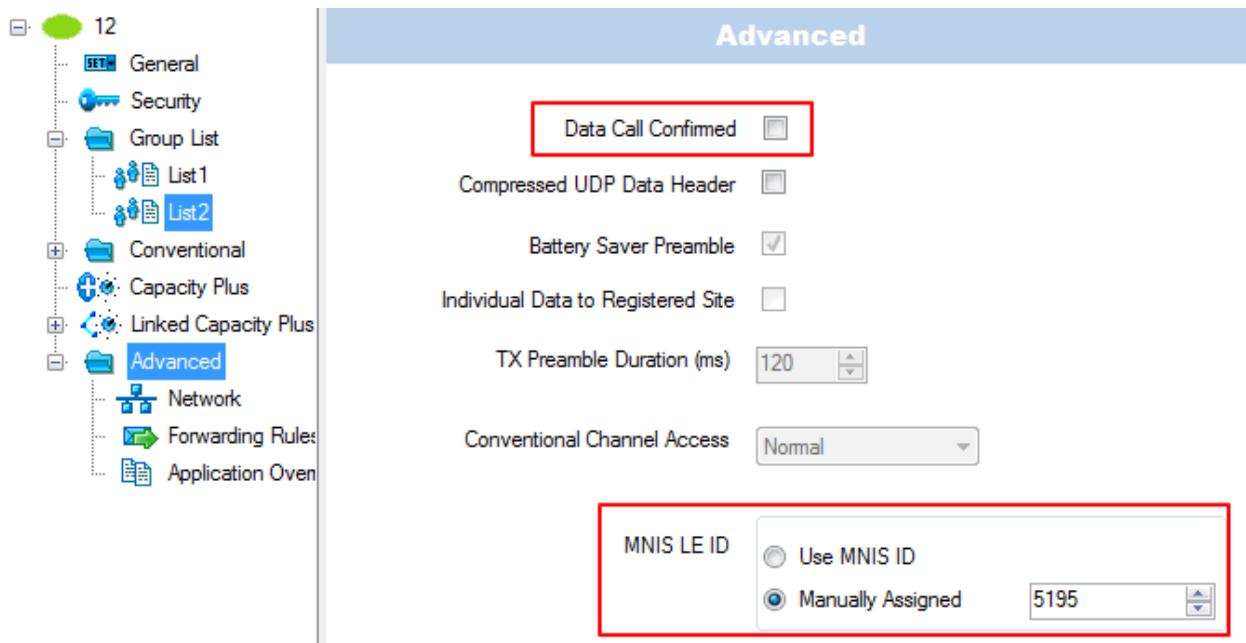 12
General
Security
Group List
List1
List2
Conventional
Capacity Plus
Linked Capacity Plus
Advanced
Network
Forwarding Rules
Application Overr
Advanced
Data Call Confirmed
Compressed UDP Data Header
Battery Saver Preamble
Individual Data to Registered Site
TX Preamble Duration (ms) 120
Conventional Channel Access Normal
MNIS LE ID
Use MNIS ID
Manually Assigned 5195